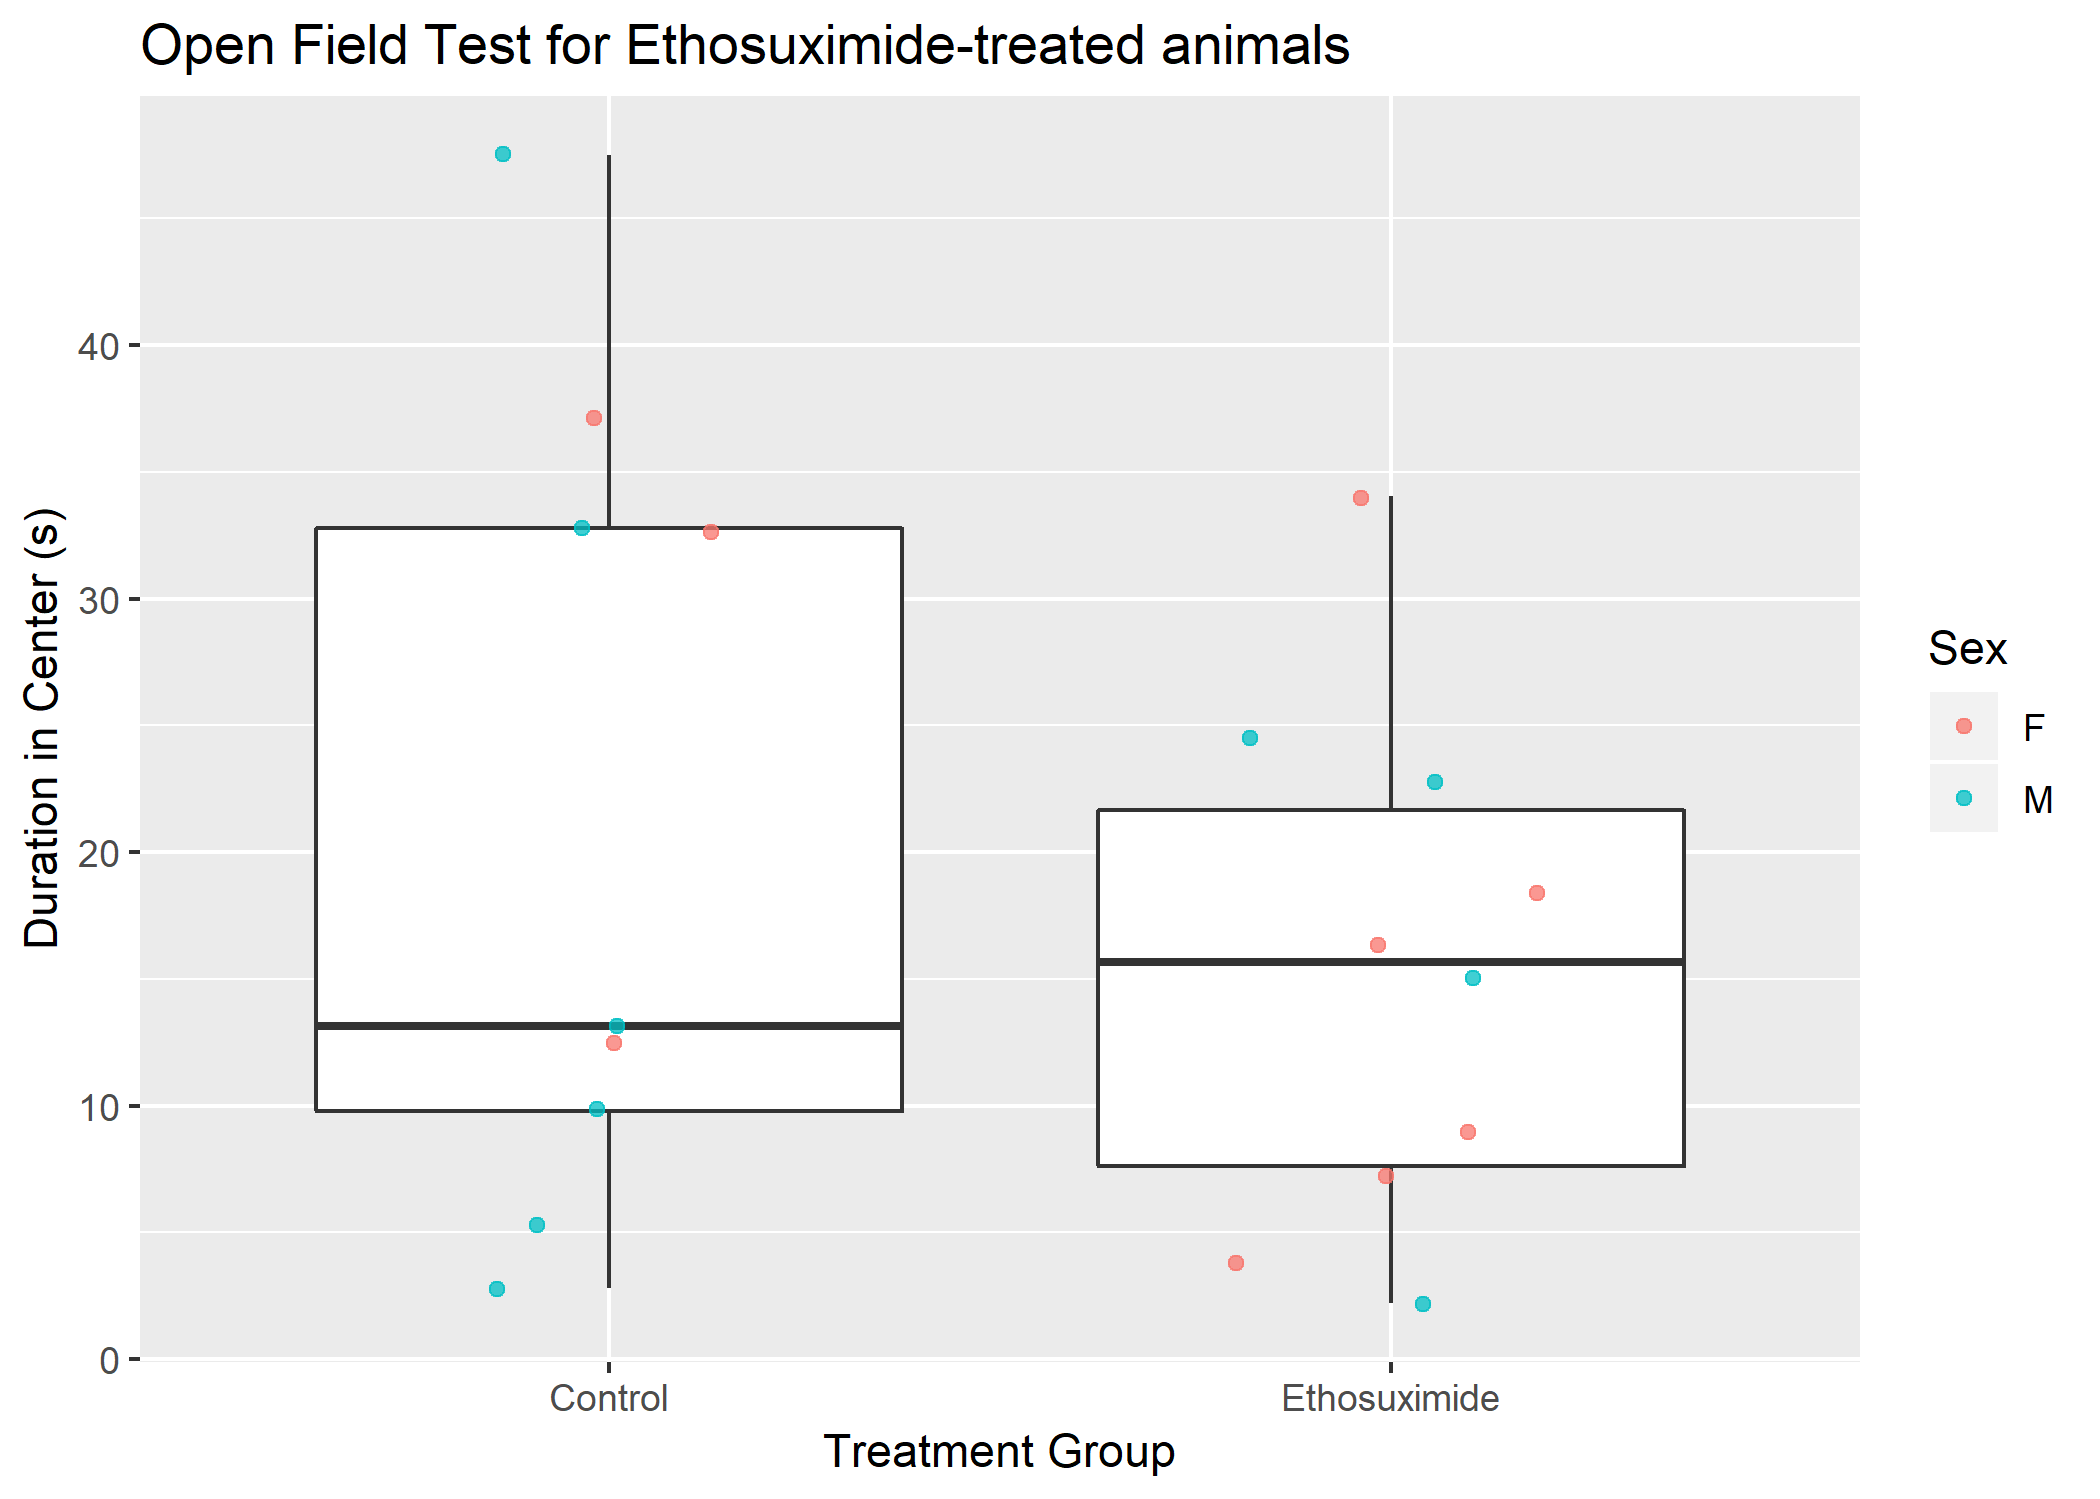 Open Field Test for Ethosuximide-treated animals
Duration in Center (s)
40
30
20
10
0
Control
Ethosuximide
Treatment Group
Sex
F
M